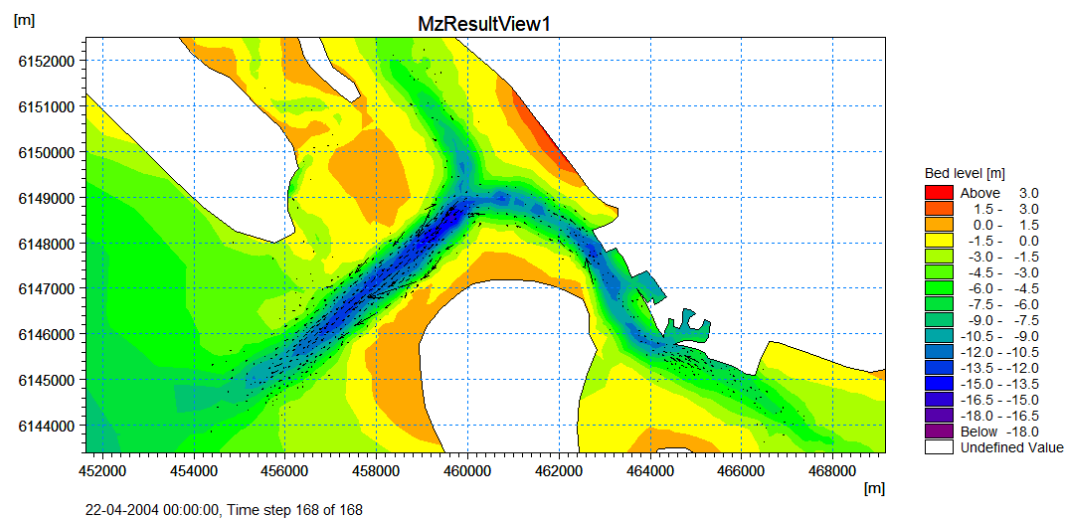 MzResultView1
[m]
6152000
6151000
6150000
6149000
6148000
6147000
6146000
6145000
6144000
452000 454000 456000 458000 460000 462000 464000 466000 468000
[m]
22-04-2004 00:00:00, Time step 168 of 168
Bed level [m]
Above 3.0
1.5 - 3.0
0.0 - 1.5
-1.5 - 0.0
-3.0 - -1.5
-4.5 - -3.0
-6.0 - -4.5
-7.5 - -6.0
-9.0 - -7.5
-10.5 - -9.0
-12.0 - -10.5
-13.5 - -12.0
-15.0 - -13.5
-16.5 - -15.0
-18.0 - -16.5
Below -18.0
Undefined Value